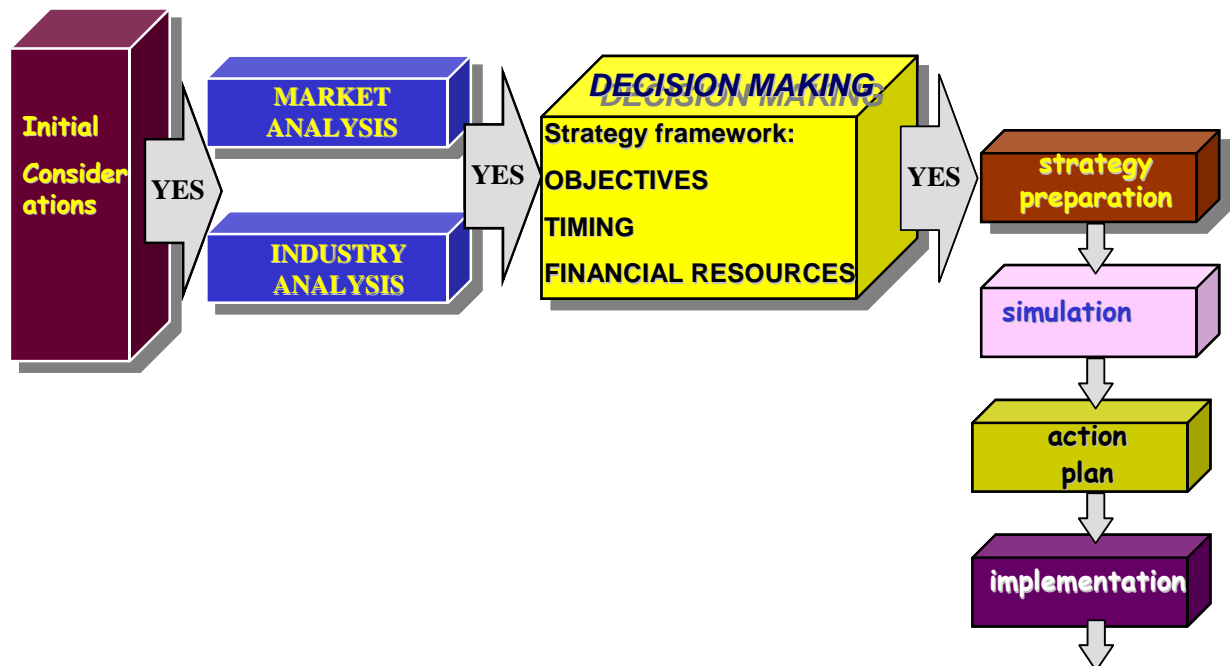 Initial
Consider
ations
YES
MARKET
ANALYSIS
INDUSTRY
ANALYSIS
YES
DECISION MAKING
Strategy framework:
OBJECTIVES
TIMING
FINANCIAL RESOURCES
YES
strategy
preparation
simulation
action
plan
implementation